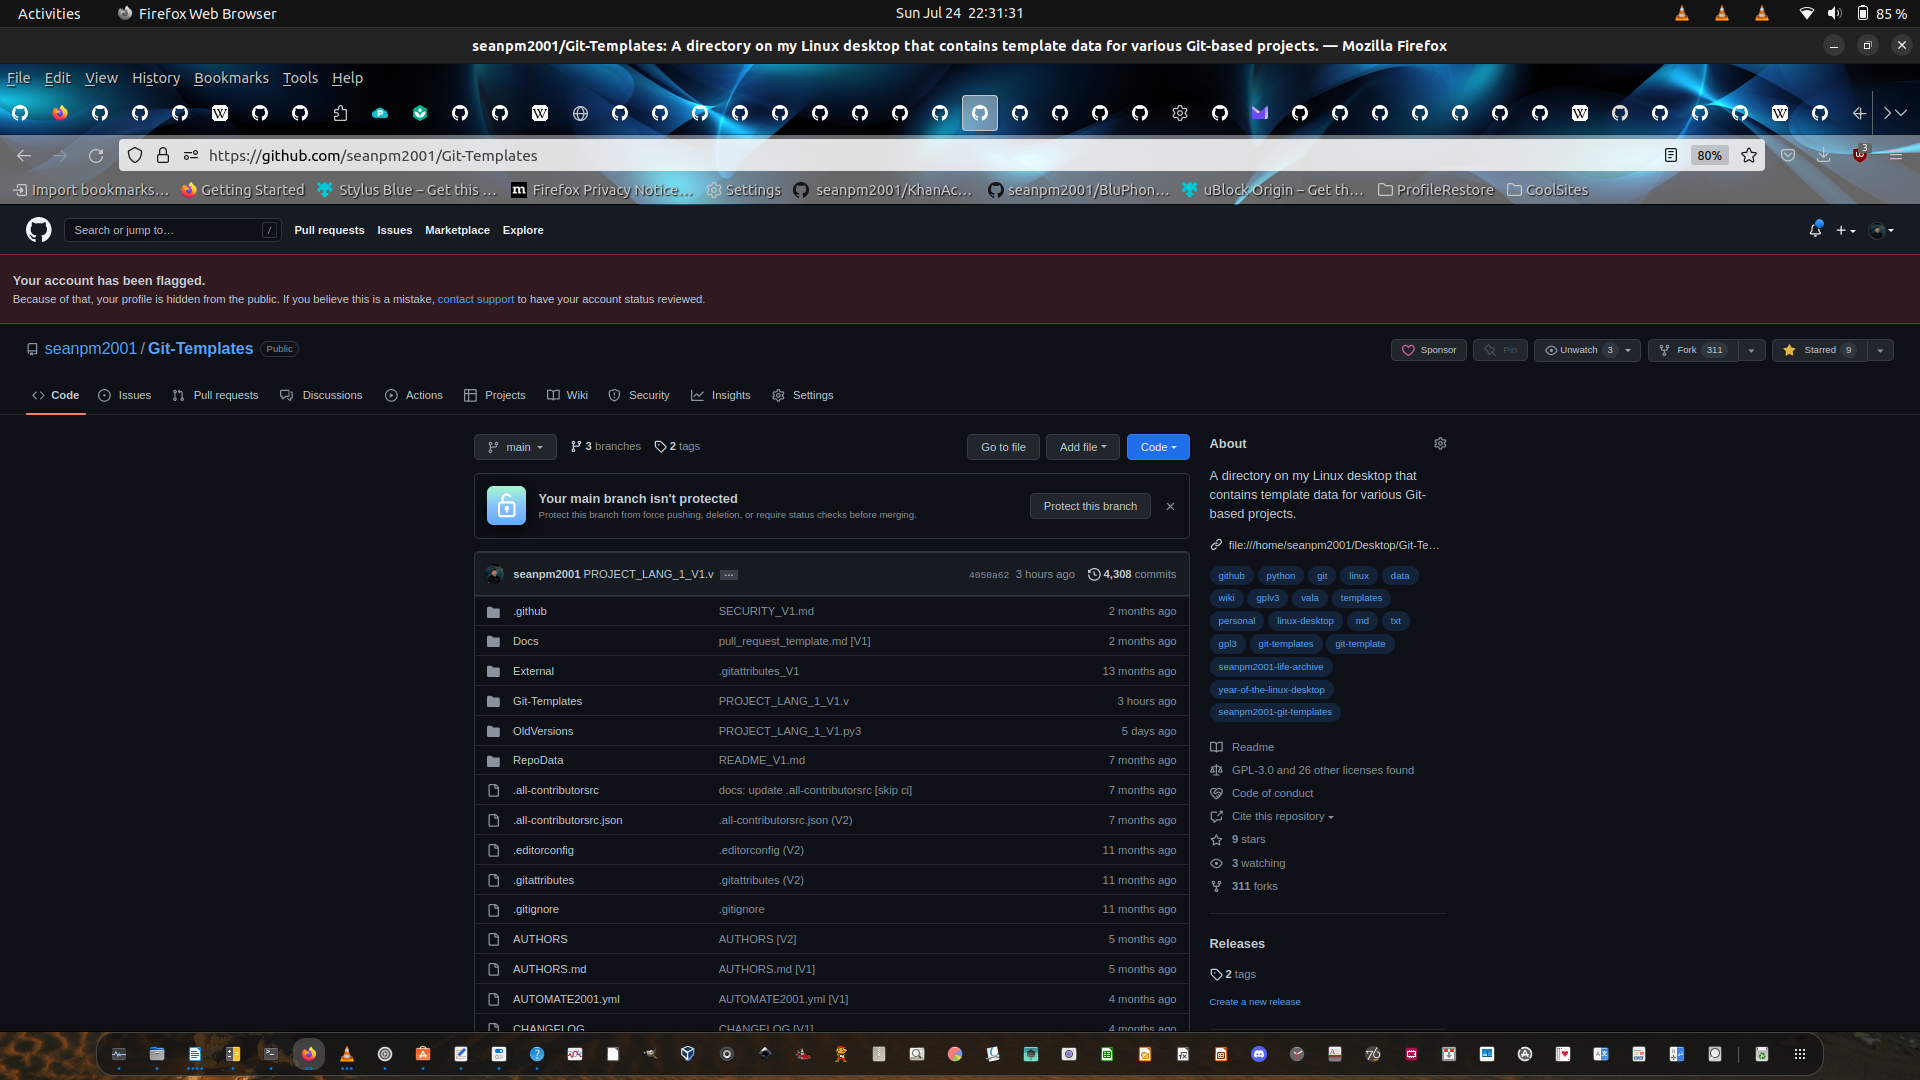 Activities
Firefox Web Browser
Sun Jul 24 22:31:31
85 %
seanpm2001/Git-Templates: A directory on my Linux desktop that contains template data for various Git-based projects. — Mozilla Firefox
File Edit View History Bookmarks Tools Help
https://github.com/seanpm2001/Git-Templates
80%
3
Import bookmarks… Getting Started Stylus Blue – Get this … Firefox Privacy Notice… Settings seanpm2001/KhanAc… seanpm2001/BluPhon… uBlock Origin – Get th… ProfileRestore CoolSites
Search or jump to… /
Pull requests Issues Marketplace Explore
Your account has been flagged.
Because of that, your profile is hidden from the public. If you believe this is a mistake, contact support to have your account status reviewed.
seanpm2001 / Git-Templates Public
Sponsor Pin Unwatch 3 Fork 311 Starred 9
Code Issues Pull requests Discussions Actions Projects Wiki Security Insights Settings
main 3 branches 2 tags Go to file Add file Code
Your main branch isn't protected
Protect this branch from force pushing, deletion, or require status checks before merging.
Protect this branch
seanpm2001 PROJECT_LANG_1_V1.v … 4050a62 3 hours ago 4,308 commits
.github SECURITY_V1.md 2 months ago
Docs pull_request_template.md [V1] 2 months ago
External .gitattributes_V1 13 months ago
Git-Templates PROJECT_LANG_1_V1.v 3 hours ago
OldVersions PROJECT_LANG_1_V1.py3 5 days ago
RepoData README_V1.md 7 months ago
.all-contributorsrc docs: update .all-contributorsrc [skip ci] 7 months ago
.all-contributorsrc.json .all-contributorsrc.json (V2) 7 months ago
.editorconfig .editorconfig (V2) 11 months ago
.gitattributes .gitattributes (V2) 11 months ago
.gitignore .gitignore 11 months ago
AUTHORS AUTHORS [V2] 5 months ago
AUTHORS.md AUTHORS.md [V1] 5 months ago
AUTOMATE2001.yml AUTOMATE2001.yml [V1] 4 months ago
CHANGELOG CHANGELOG [V1] 4 months ago
About
A directory on my Linux desktop that
contains template data for various Git-
based projects.
file:///home/seanpm2001/Desktop/Git-Te…
github python git linux data
wiki gplv3 vala templates
personal linux-desktop md txt
gpl3 git-templates git-template
seanpm2001-life-archive
year-of-the-linux-desktop
seanpm2001-git-templates
Readme
GPL-3.0 and 26 other licenses found
Code of conduct
Cite this repository
9 stars
3 watching
311 forks
Releases
2 tags
Create a new release